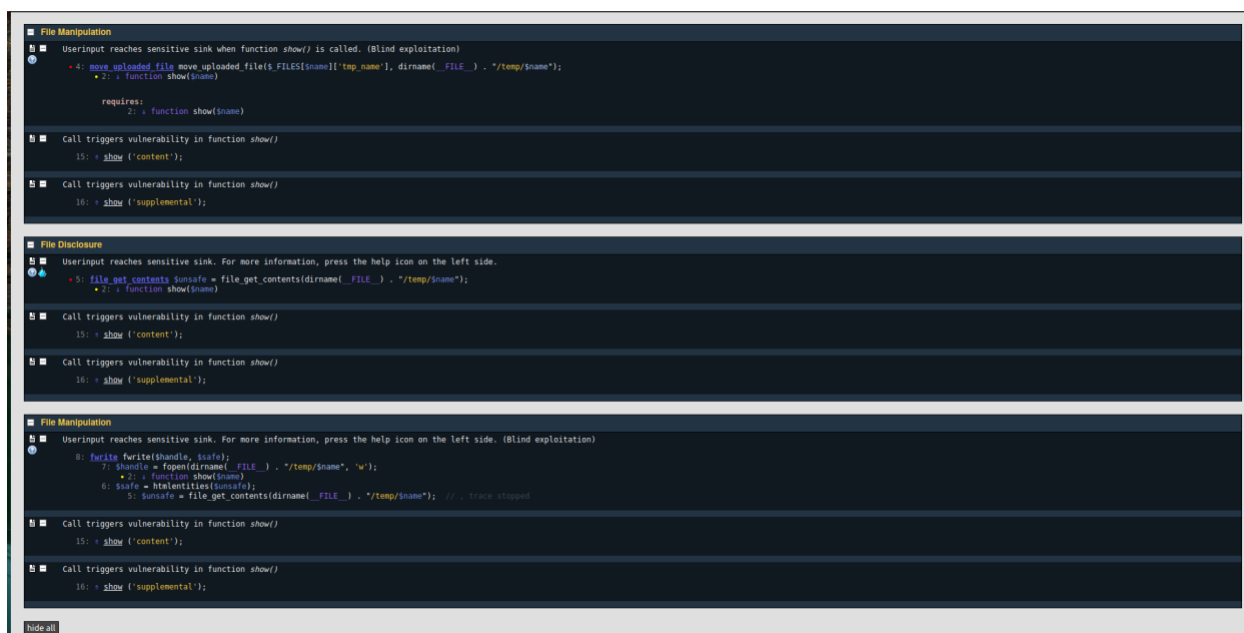 File Manipulation
Userinput reaches sensitive sink when function show() is called. (Blind exploitation)
• 4: move_uploaded_file move_uploaded_file($_FILES[$name]['tmp_name'], dirname(__FILE__) . "/temp/$name");
• 2: ↓ function show($name)
requires:
2: ↓ function show($name)
Call triggers vulnerability in function show()
15: ↑ show ('content');
Call triggers vulnerability in function show()
16: ↑ show ('supplemental');
File Disclosure
Userinput reaches sensitive sink. For more information, press the help icon on the left side.
• 5: file_get_contents $unsafe = file_get_contents(dirname(__FILE__) . "/temp/$name");
• 2: ↓ function show($name)
Call triggers vulnerability in function show()
15: ↑ show ('content');
Call triggers vulnerability in function show()
16: ↑ show ('supplemental');
File Manipulation
Userinput reaches sensitive sink. For more information, press the help icon on the left side. (Blind exploitation)
8: fwrite fwrite($handle, $safe);
7: $handle = fopen(dirname(__FILE__) . "/temp/$name", 'w');
• 2: ↓ function show($name)
6: $safe = htmlentities($unsafe);
5: $unsafe = file_get_contents(dirname(__FILE__) . "/temp/$name"); // , trace stopped
Call triggers vulnerability in function show()
15: ↑ show ('content');
Call triggers vulnerability in function show()
16: ↑ show ('supplemental');
hide all